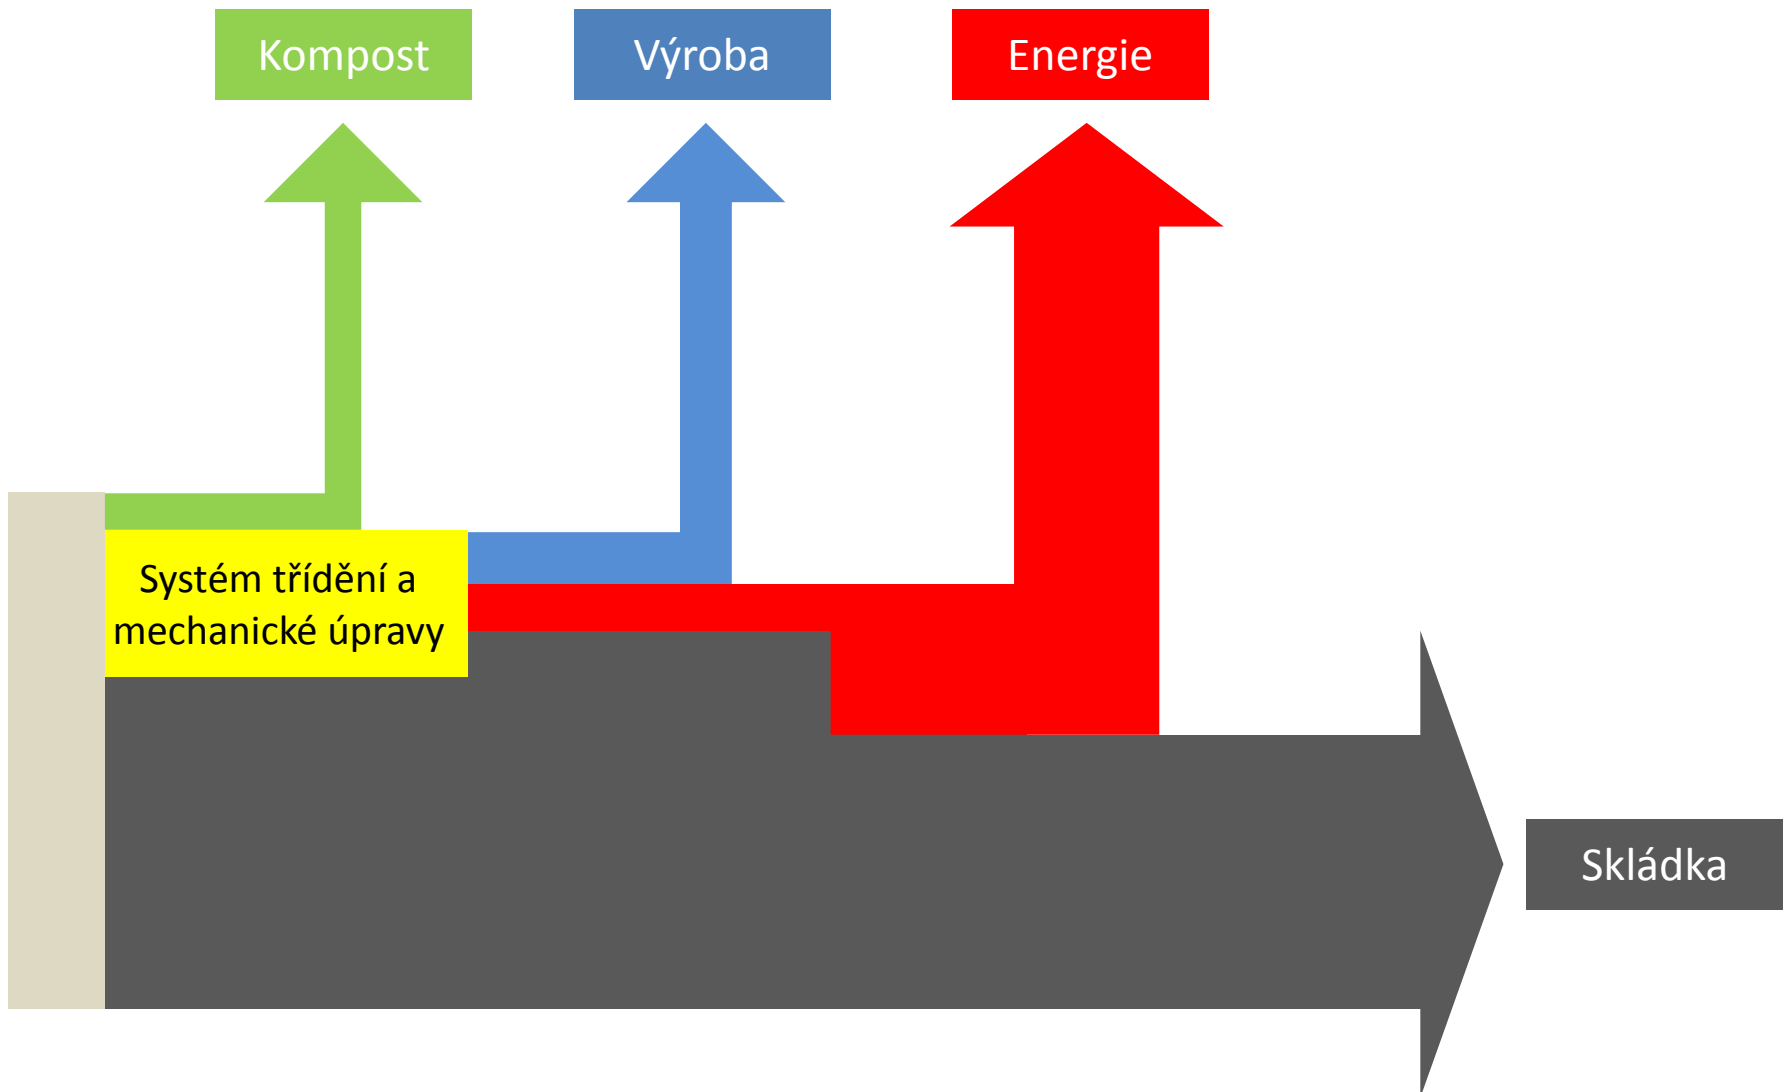 Kompost
Výroba
Energie
Systém třídění a
mechanické úpravy
Skládka